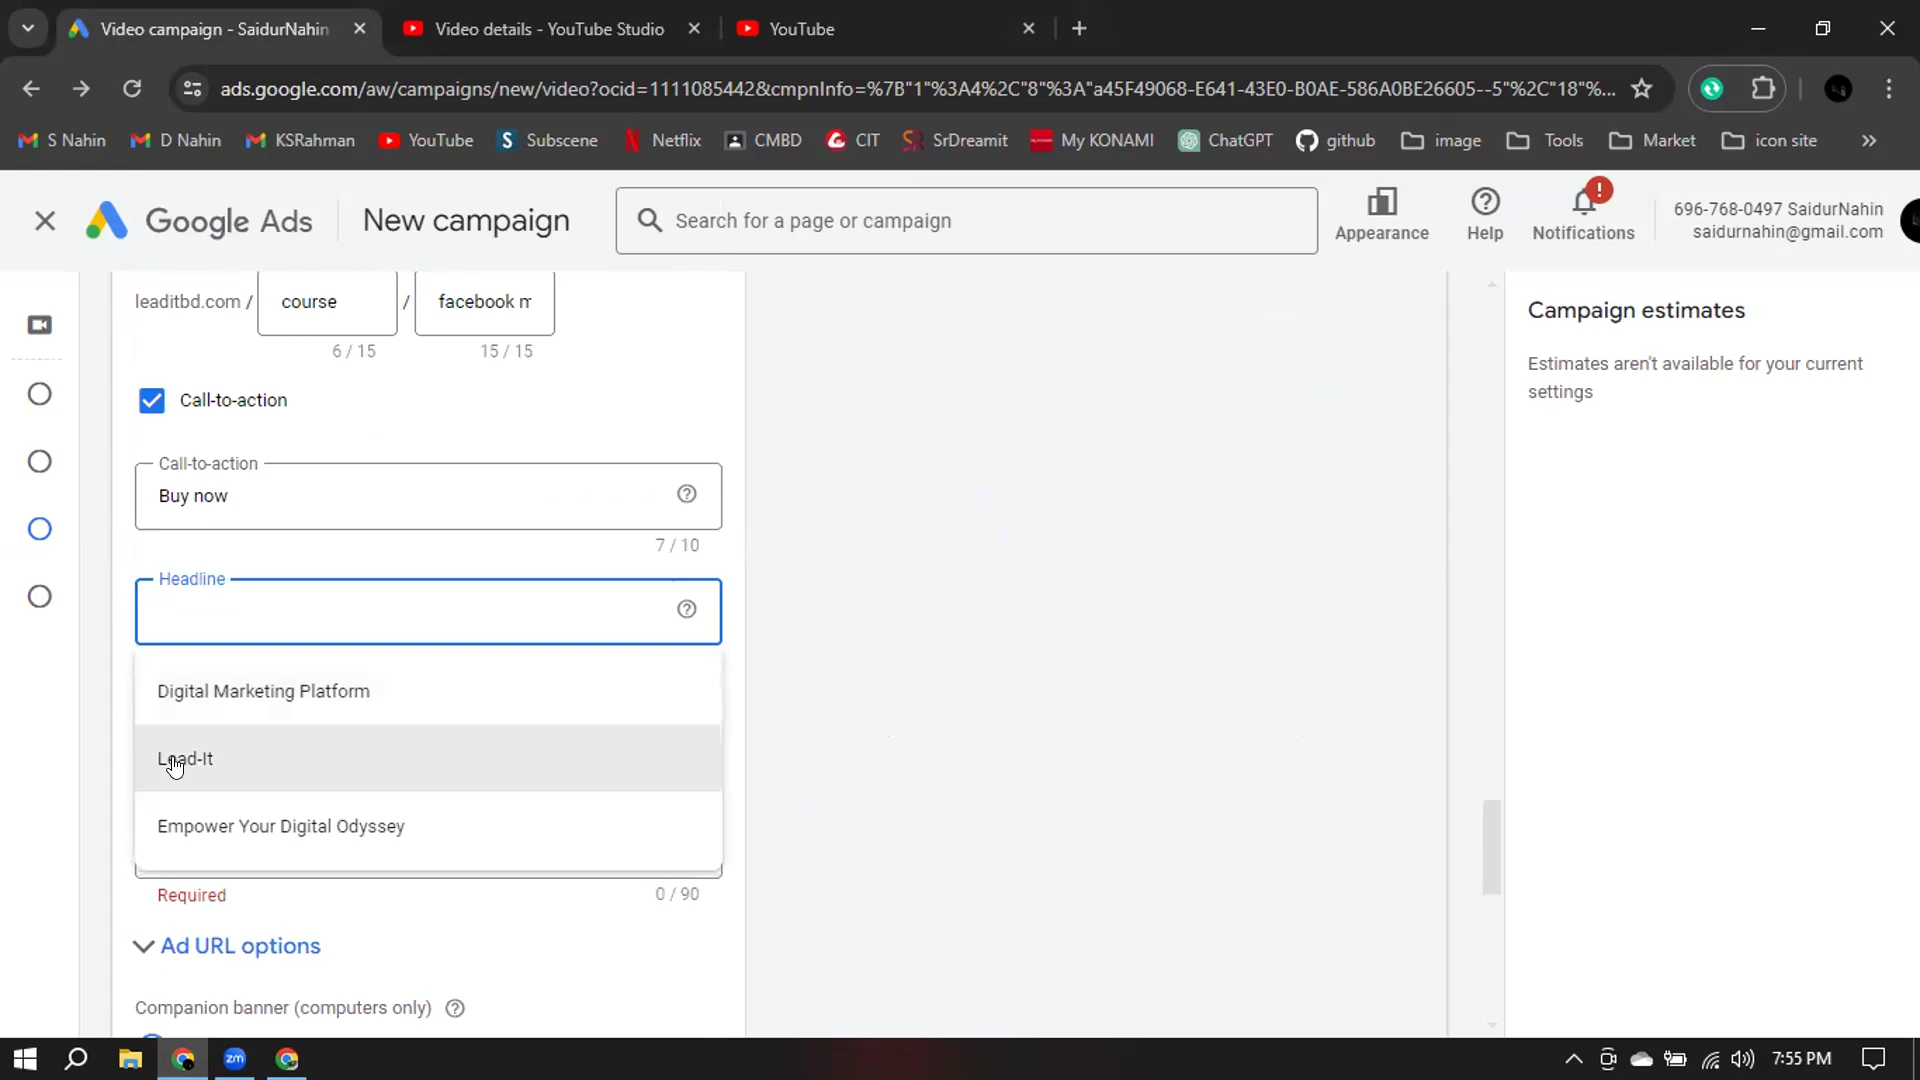 Video campaign - SaidurNahin
Video details - YouTube Studio
YouTube
ads.google.com/aw/campaigns/new/video?ocid=1111085442&cmpnInfo=%7B"1"%3A4%2C"8"%3A"a45F49068-E641-43E0-B0AE-586A0BE26605--5"%2C"18"%...
S Nahin
D Nahin
KSRahman
YouTube
Subscene
Netflix
CMBD
CIT
SrDreamit
My KONAMI
ChatGPT
github
image
Tools
Market
icon site
Google Ads
New campaign
Search for a page or campaign
Appearance
Help
Notifications
696-768-0497 SaidurNahin
saidurnahin@gmail.com
leaditbd.com / course / facebook m
6 / 15
15 / 15
Call-to-action
Call-to-action
Buy now
7 / 10
Headline
Digital Marketing Platform
Lead-It
Empower Your Digital Odyssey
Required
0 / 90
Ad URL options
Companion banner (computers only)
Campaign estimates
Estimates aren't available for your current
settings
zm
7:55 PM